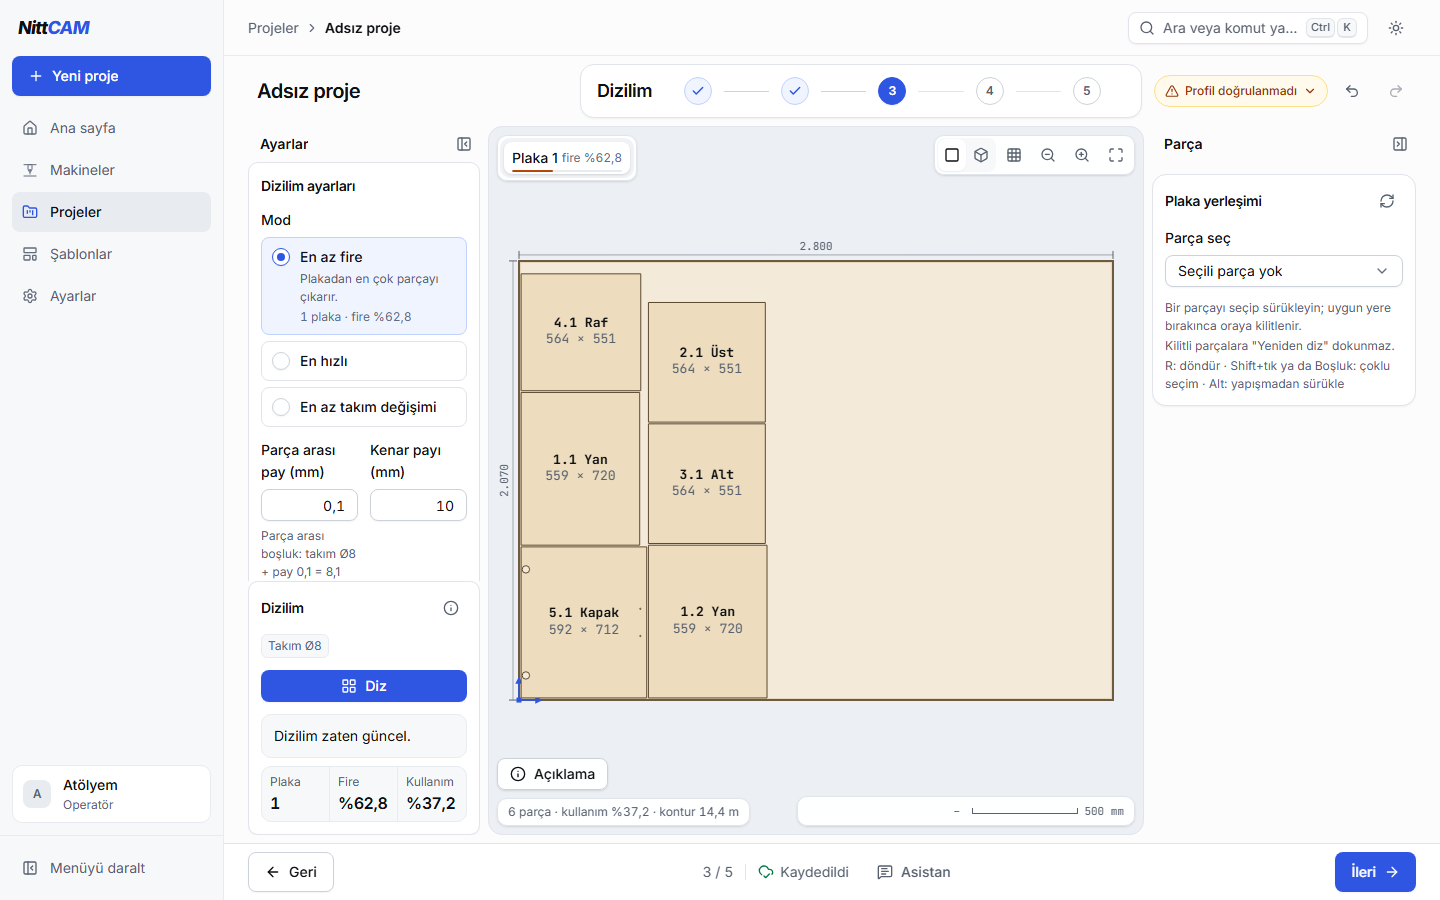 NittCAM
Yeni proje
Ana sayfa
Makineler
Projeler
Şablonlar
Ayarlar
A
Atölyem
Operatör
Menüyü daralt
Projeler > Adsız proje
Ara veya komut ya... Ctrl K
Adsız proje
Dizilim 3 4 5
Profil doğrulanmadı
Ayarlar
Dizilim ayarları
Mod
En az fire
Plakadan en çok parçayı
çıkarır.
1 plaka · fire %62,8
En hızlı
En az takım değişimi
Parça arası
pay (mm)
Kenar payı
(mm)
0,1
10
Parça arası
boşluk: takım Ø8
+ pay 0,1 = 8,1
Dizilim
Takım Ø8
Diz
Dizilim zaten güncel.
Plaka
1
Fire
%62,8
Kullanım
%37,2
Plaka 1 fire %62,8
2.800
2.070
4.1 Raf
564 × 551
2.1 Üst
564 × 551
1.1 Yan
559 × 720
3.1 Alt
564 × 551
5.1 Kapak
592 × 712
1.2 Yan
559 × 720
Açıklama
6 parça · kullanım %37,2 · kontur 14,4 m
– 500 mm
Parça
Plaka yerleşimi
Parça seç
Seçili parça yok
Bir parçayı seçip sürükleyin; uygun yere
bırakınca oraya kilitlenir.
Kilitli parçalara "Yeniden diz" dokunmaz.
R: döndür · Shift+tık ya da Boşluk: çoklu
seçim · Alt: yapışmadan sürükle
Geri
3 / 5
Kaydedildi
Asistan
İleri